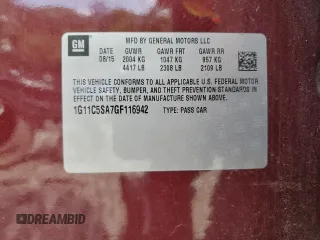 GM
MFD BY GENERAL MOTORS LLC
DATE GVWR GAWR FRT GAWR RR
08/15 2004 KG 1047 KG 957 KG
4417 LB 2308 LB 2109 LB
THIS VEHICLE CONFORMS TO ALL APPLICABLE U.S. FEDERAL MOTOR
VEHICLE SAFETY, BUMPER, AND THEFT PREVENTION STANDARDS IN
EFFECT ON THE DATE OF MANUFACTURE SHOWN ABOVE.
1G11C5SA7GF116942 TYPE: PASS CAR
DREAMBID